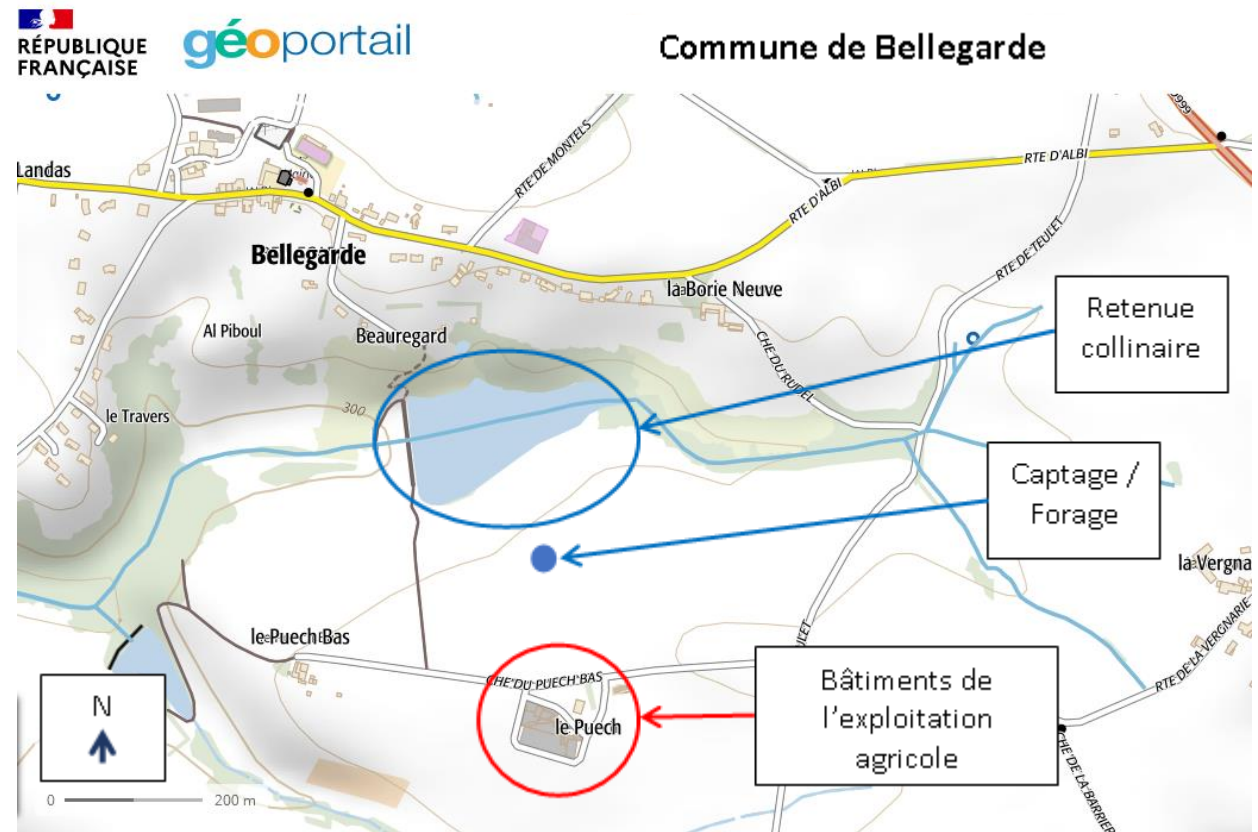 RÉPUBLIQUE
FRANÇAISE
géoportail
Commune de Bellegarde
0999
Landas
RTE DE MONTELS
RTE D'ALBI
RTE D'ALBI
Bellegarde
RTE DE TEULET
la Borie Neuve
Retenue
collinaire
Al Piboul
Beauregard
CHE DU RUDEL
le Travers
300
Captage /
Forage
la Vergna
le Puech Bas
ULET
RTE DE LA VERGNARIE
CHE DU PUECH BAS
Bâtiments de
l'exploitation
agricole
N
le Puech
CHE DE LA BARRIER
0
200 m